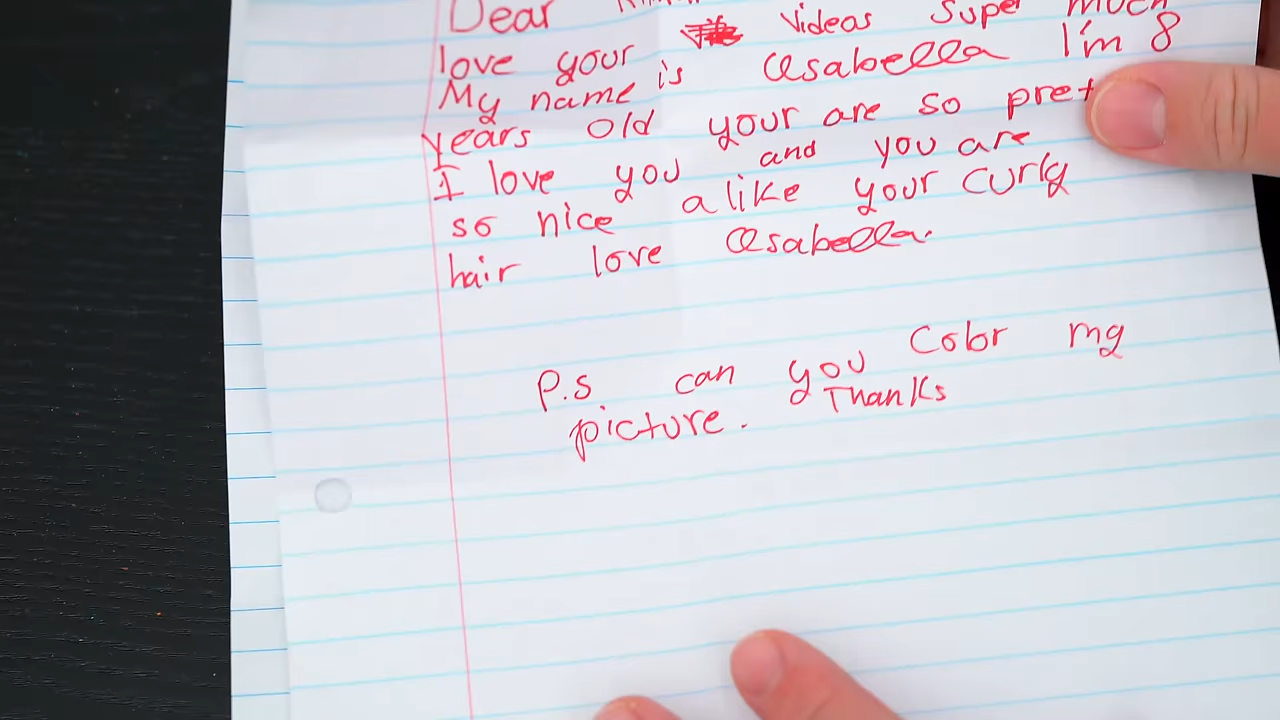 Dear
love your videos super much
My name is Isabella I'm 8
years old your are so pret
I love you and you are
so nice alike your curly
hair love Isabella.
P.S can you color my
picture. Thanks